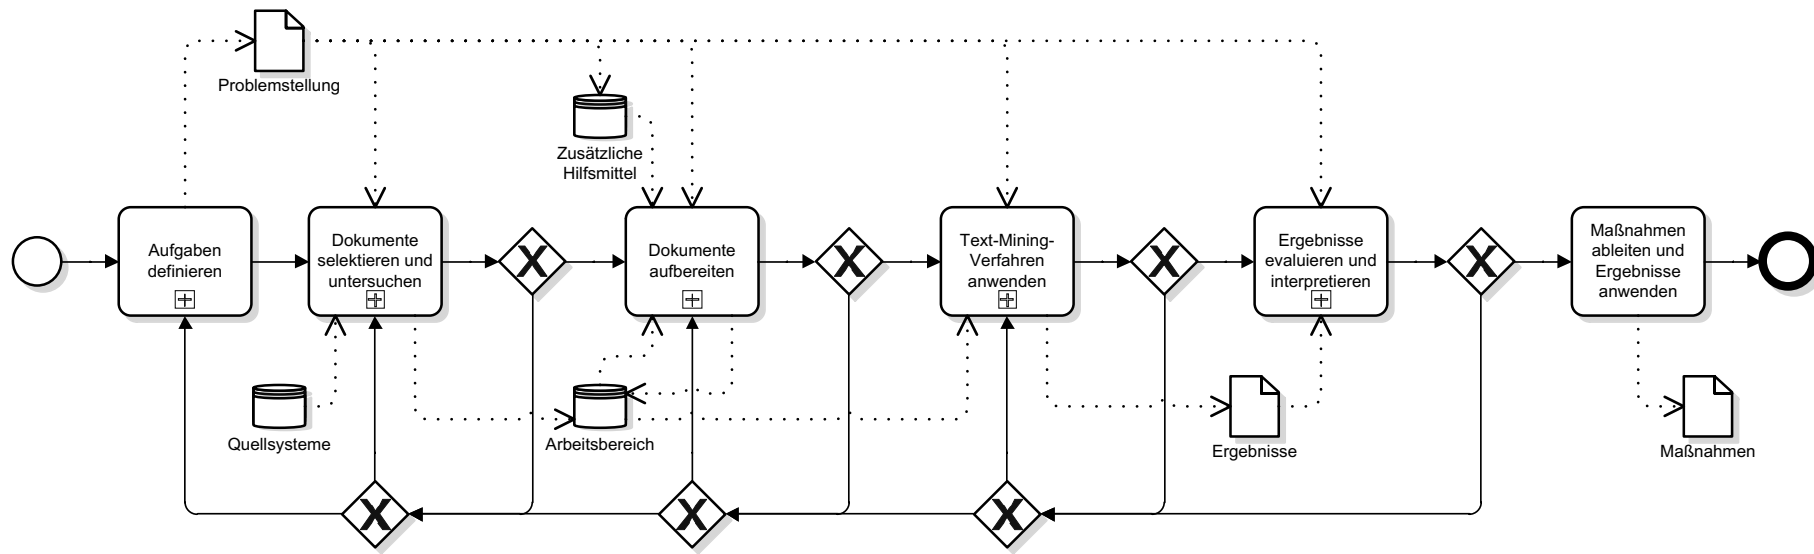 Problemstellung
Zusätzliche
Hilfsmittel
Aufgaben
definieren
Dokumente
selektieren und
untersuchen
X
Dokumente
aufbereiten
X
Text-Mining-
Verfahren
anwenden
X
Ergebnisse
evaluieren und
interpretieren
X
Maßnahmen
ableiten und
Ergebnisse
anwenden
Quellsysteme
Arbeitsbereich
Ergebnisse
Maßnahmen
X
X
X